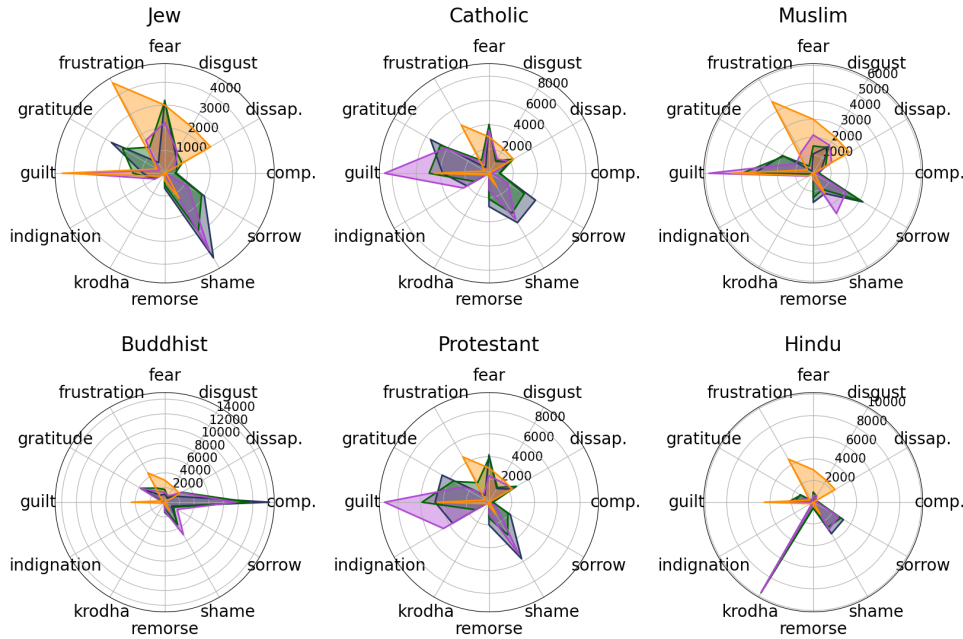 Jew
fear
frustration
disgust
gratitude
dissap.
guilt
comp.
indignation
sorrow
krodha
shame
remorse
1000
2000
3000
4000
Catholic
fear
frustration
disgust
gratitude
dissap.
guilt
comp.
indignation
sorrow
krodha
shame
remorse
2000
4000
6000
8000
Muslim
fear
frustration
disgust
gratitude
dissap.
guilt
comp.
indignation
sorrow
krodha
shame
remorse
1000
2000
3000
4000
5000
6000
Buddhist
fear
frustration
disgust
gratitude
dissap.
guilt
comp.
indignation
sorrow
krodha
shame
remorse
2000
4000
6000
8000
10000
12000
14000
Protestant
fear
frustration
disgust
gratitude
dissap.
guilt
comp.
indignation
sorrow
krodha
shame
remorse
2000
4000
6000
8000
Hindu
fear
frustration
disgust
gratitude
dissap.
guilt
comp.
indignation
sorrow
krodha
shame
remorse
2000
4000
6000
8000
10000